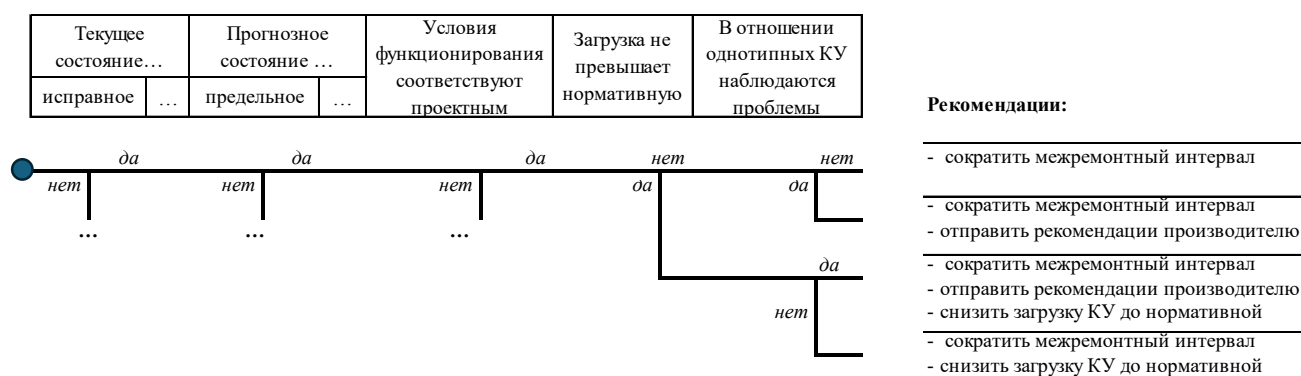 Текущее состояние…
Прогнозное состояние …
Условия функционирования соответствуют проектным
Загрузка не превышает нормативную
В отношении однотипных КУ наблюдаются проблемы
исправное
…
предельное
…
Рекомендации:
да
да
да
нет
нет
нет
нет
нет
да
да
…
…
…
да
нет
- сократить межремонтный интервал
- сократить межремонтный интервал
- отправить рекомендации производителю
- сократить межремонтный интервал
- отправить рекомендации производителю
- снизить загрузку КУ до нормативной
- сократить межремонтный интервал
- снизить загрузку КУ до нормативной